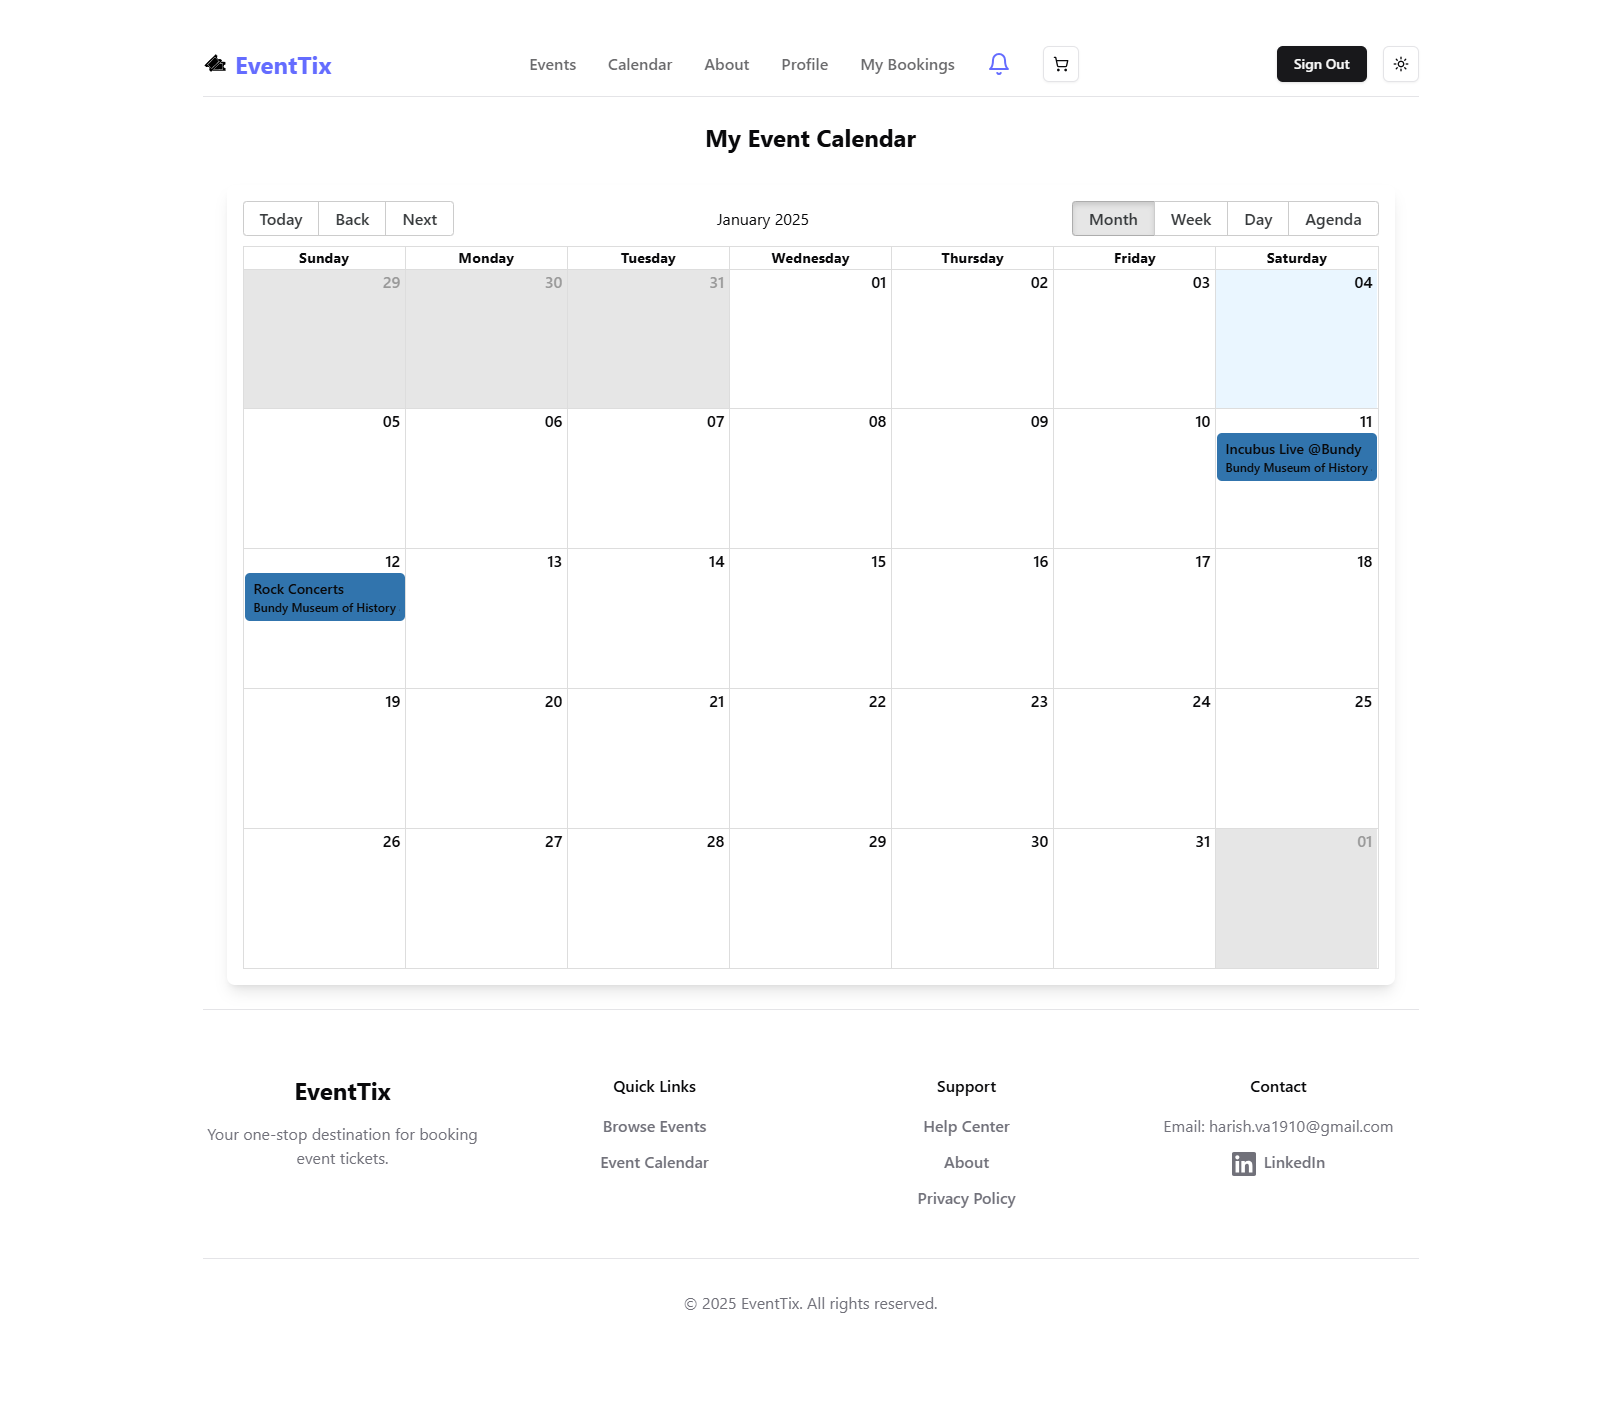 EventTix
Events Calendar About Profile My Bookings
Sign Out
My Event Calendar
Today Back Next
January 2025
Month Week Day Agenda
Sunday Monday Tuesday Wednesday Thursday Friday Saturday
29 30 31 01 02 03 04
05 06 07 08 09 10 11
Incubus Live @Bundy
Bundy Museum of History
12 13 14 15 16 17 18
Rock Concerts
Bundy Museum of History
19 20 21 22 23 24 25
26 27 28 29 30 31 01
EventTix
Your one-stop destination for booking
event tickets.
Quick Links
Browse Events
Event Calendar
Support
Help Center
About
Privacy Policy
Contact
Email: harish.va1910@gmail.com
LinkedIn
© 2025 EventTix. All rights reserved.